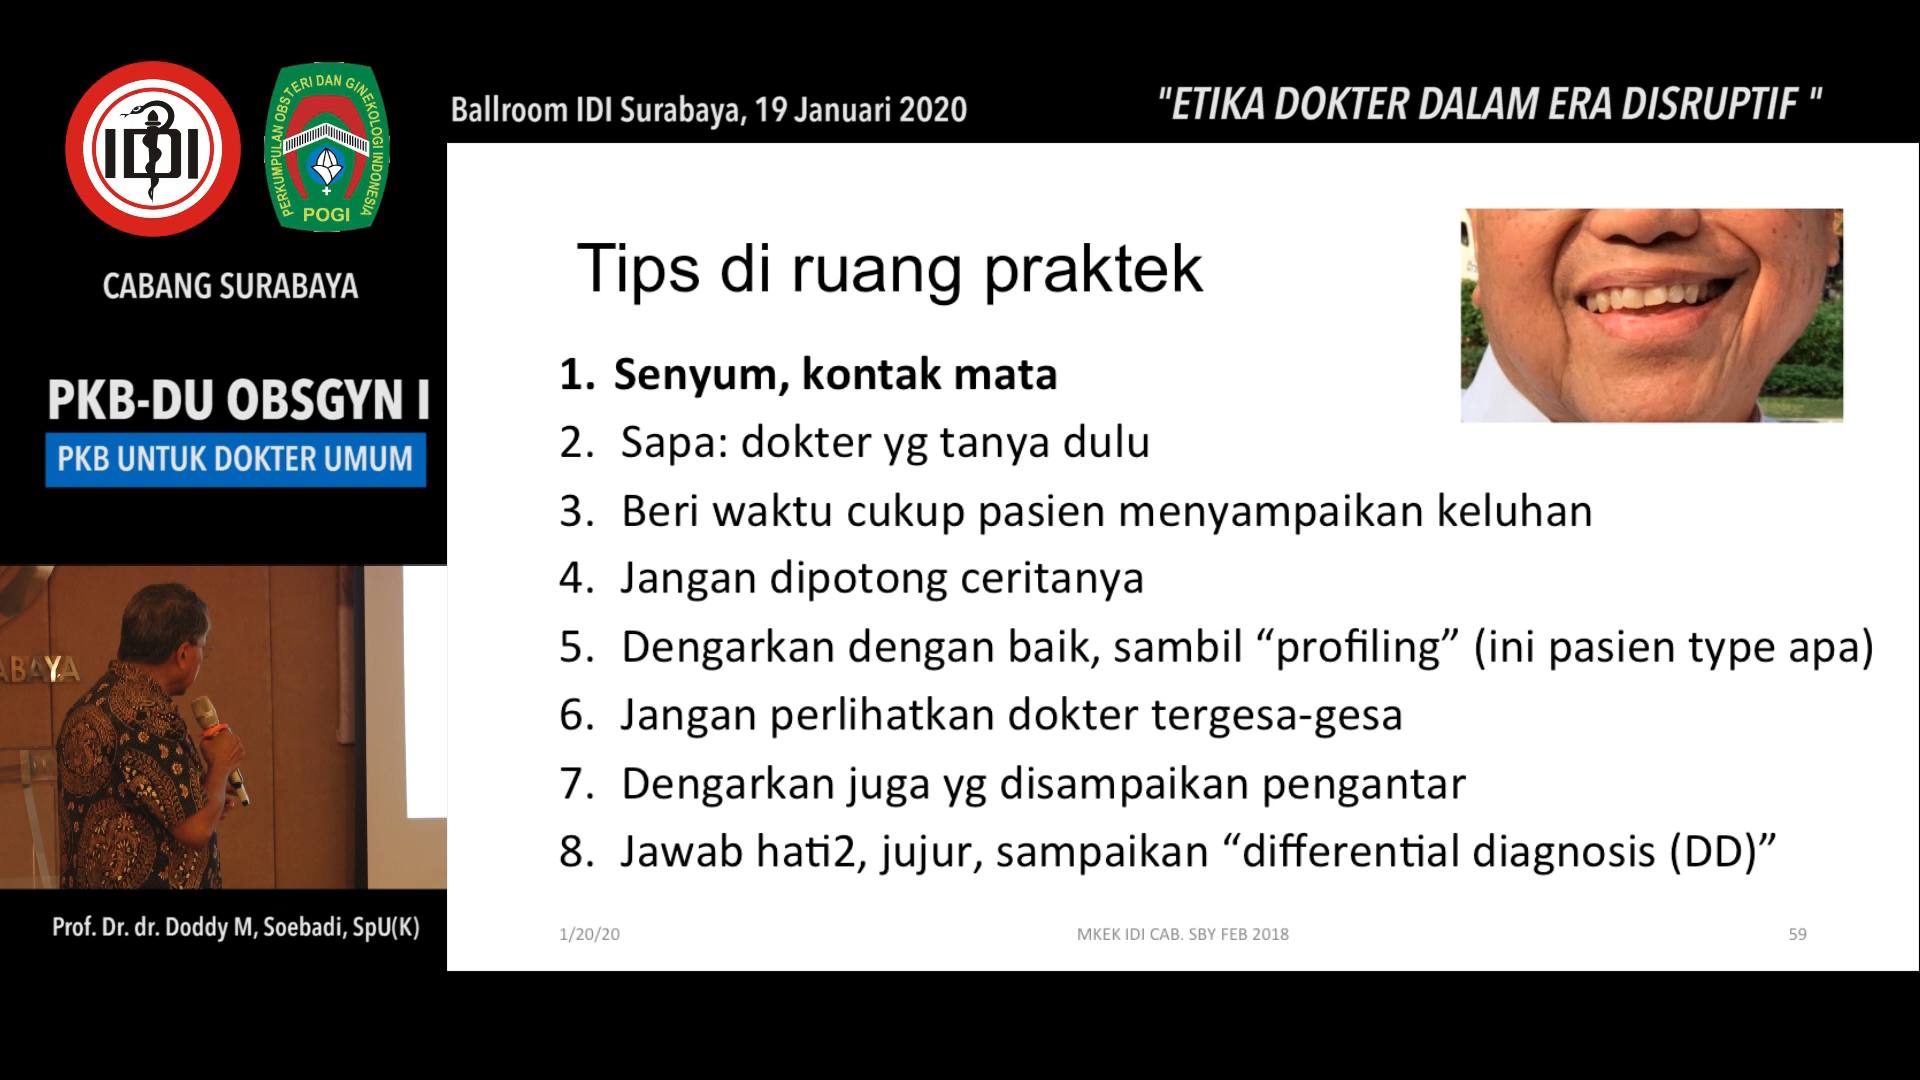 IDI
PERKUMPULAN OBSTERI DAN GINEKOLOGI INDONESIA
POGI
CABANG SURABAYA
PKB-DU OBSGYN I
PKB UNTUK DOKTER UMUM
ABAYA
Prof. Dr. dr. Doddy M, Soebadi, SpU(K)
Ballroom IDI Surabaya, 19 Januari 2020
"ETIKA DOKTER DALAM ERA DISRUPTIF "
Tips di ruang praktek
1. Senyum, kontak mata
2. Sapa: dokter yg tanya dulu
3. Beri waktu cukup pasien menyampaikan keluhan
4. Jangan dipotong ceritanya
5. Dengarkan dengan baik, sambil “profiling” (ini pasien type apa)
6. Jangan perlihatkan dokter tergesa-gesa
7. Dengarkan juga yg disampaikan pengantar
8. Jawab hati2, jujur, sampaikan “differential diagnosis (DD)”
1/20/20
MKEK IDI CAB. SBY FEB 2018
59